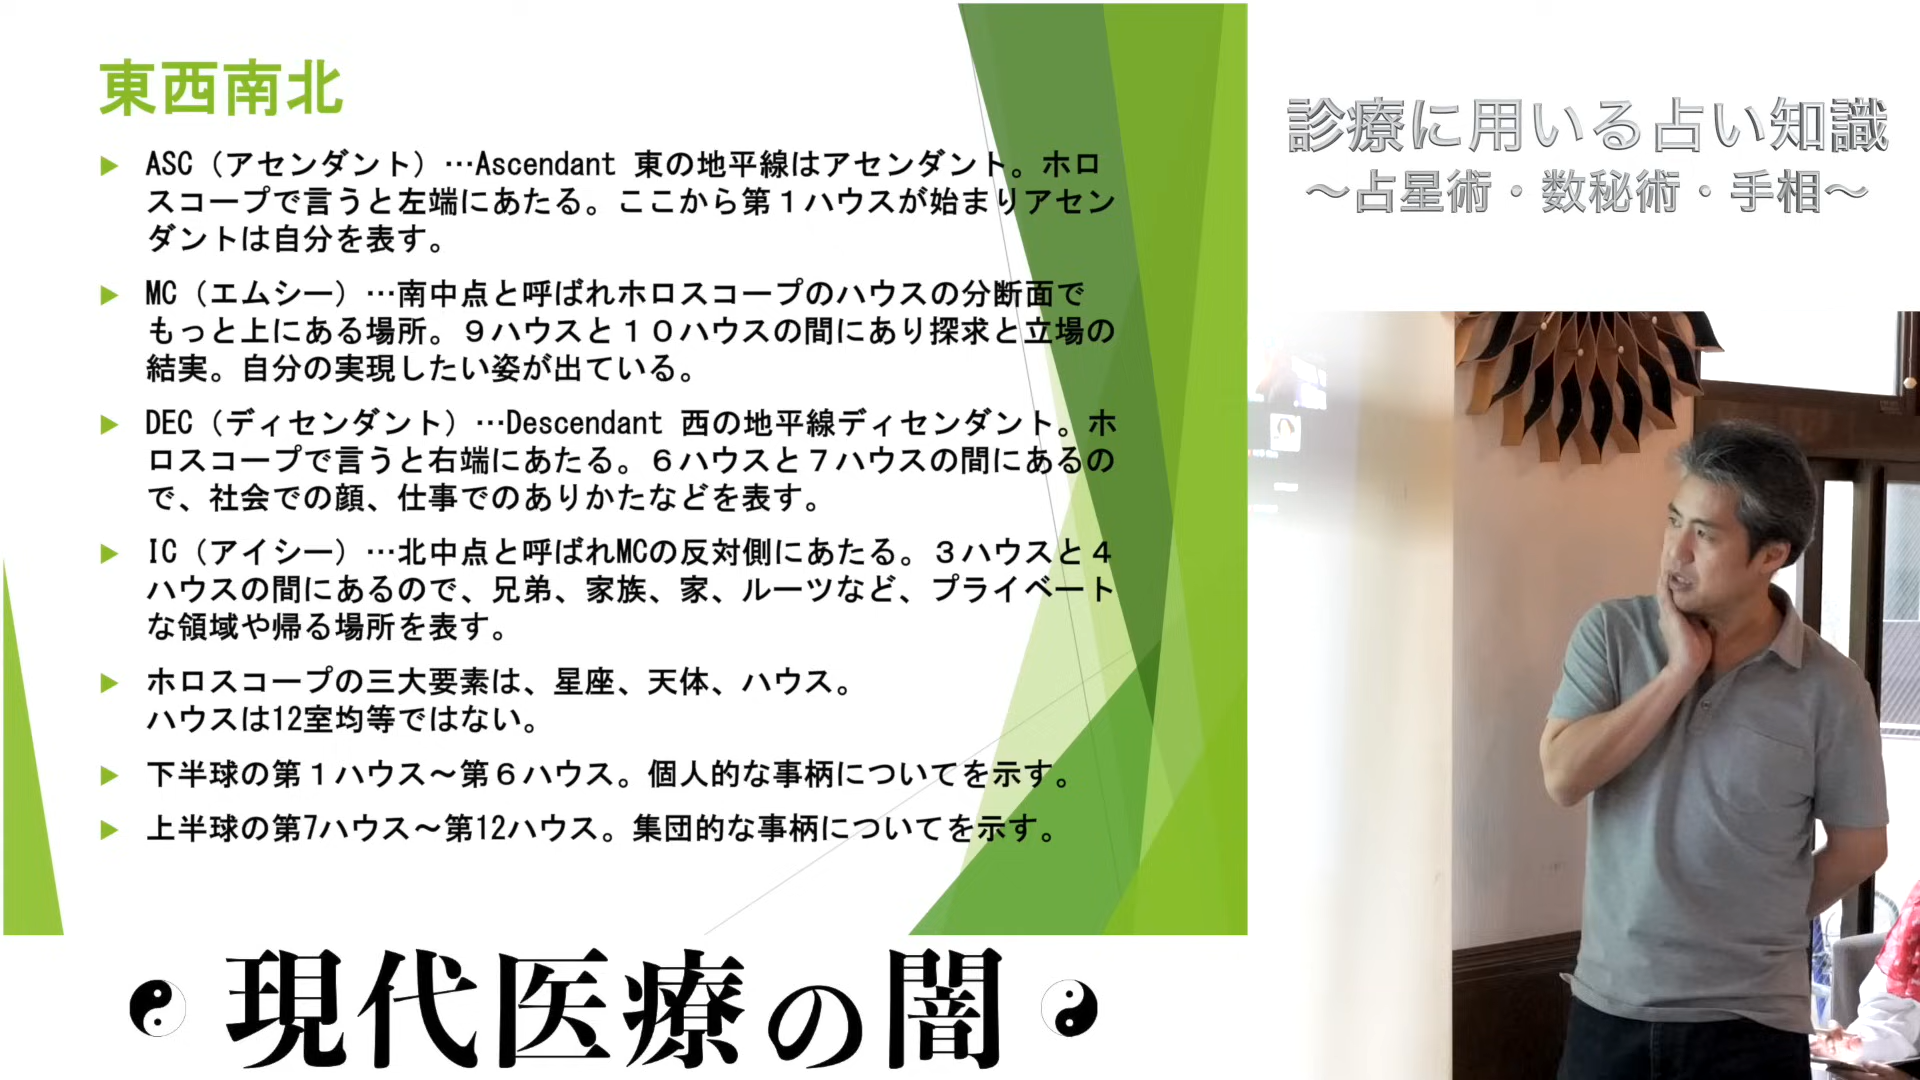 東西南北
ASC（アセンダント）…Ascendant 東の地平線はアセンダント。ホロ
スコープで言うと左端にあたる。ここから第１ハウスが始まりアセン
ダントは自分を表す。
MC（エムシー）…南中点と呼ばれホロスコープのハウスの分断面で
もっと上にある場所。９ハウスと１０ハウスの間にあり探求と立場の
結実。自分の実現したい姿が出ている。
DEC（ディセンダント）…Descendant 西の地平線ディセンダント。ホ
ロスコープで言うと右端にあたる。６ハウスと７ハウスの間にあるの
で、社会での顔、仕事でのありかたなどを表す。
IC（アイシー）…北中点と呼ばれMCの反対側にあたる。３ハウスと４
ハウスの間にあるので、兄弟、家族、家、ルーツなど、プライベート
な領域や帰る場所を表す。
ホロスコープの三大要素は、星座、天体、ハウス。
ハウスは12室均等ではない。
下半球の第１ハウス～第６ハウス。個人的な事柄についてを示す。
上半球の第7ハウス～第12ハウス。集団的な事柄についてを示す。
診療に用いる占い知識
～占星術・数秘術・手相～
現代医療の闇